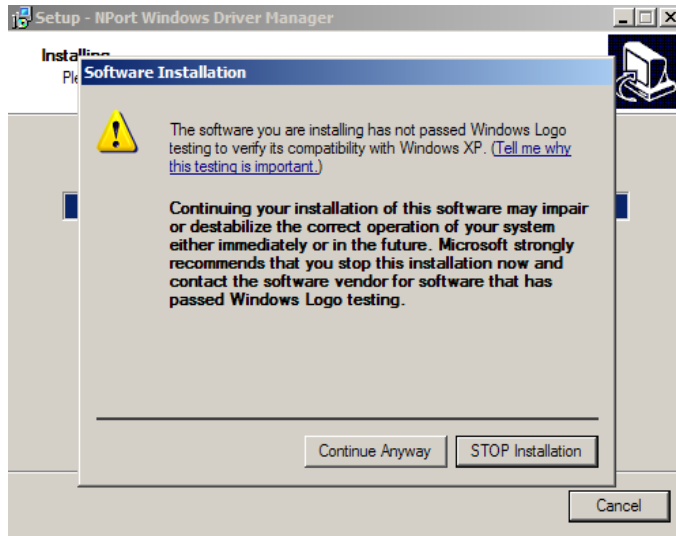 Setup - NPort Windows Driver Manager
Installing
Ple
Software Installation
The software you are installing has not passed Windows Logo
testing to verify its compatibility with Windows XP. (Tell me why
this testing is important.)
Continuing your installation of this software may impair
or destabilize the correct operation of your system
either immediately or in the future. Microsoft strongly
recommends that you stop this installation now and
contact the software vendor for software that has
passed Windows Logo testing.
Continue Anyway
STOP Installation
Cancel